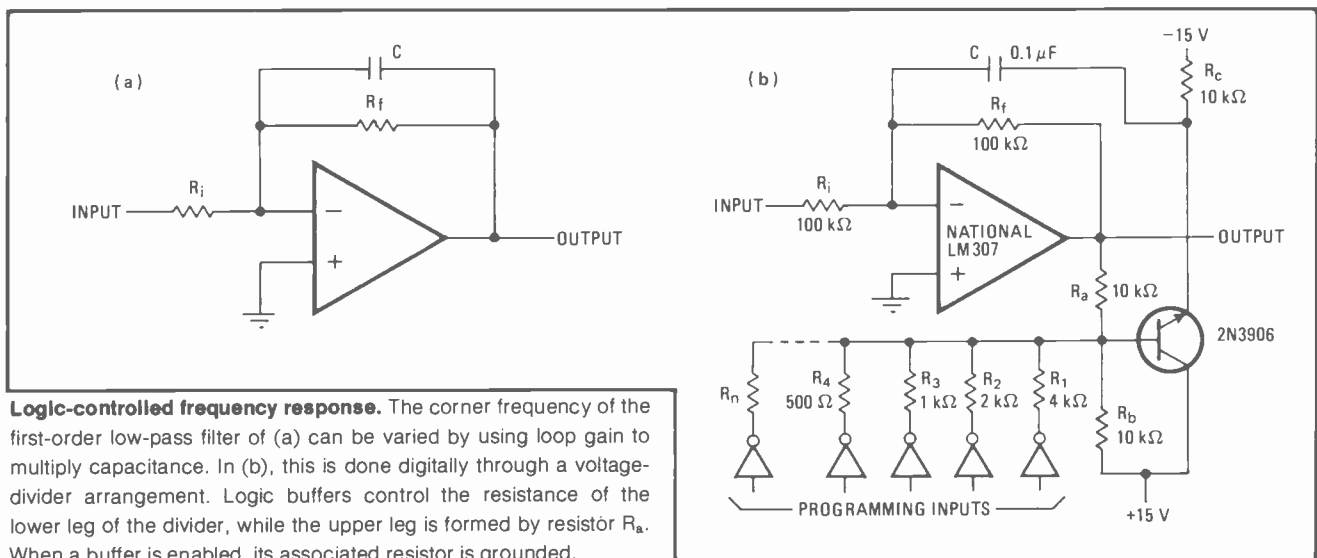 (a)
C
Rf
Ri
INPUT
−
+
OUTPUT
(b)
C 0.1 µF
−15 V
Rc
10 kΩ
Rf
100 kΩ
Ri
INPUT
100 kΩ
−
NATIONAL
LM307
+
OUTPUT
Ra 10 kΩ
2N3906
Rn
R4
500 Ω
R3
1 kΩ
R2
2 kΩ
R1
4 kΩ
Rb
10 kΩ
PROGRAMMING INPUTS
+15 V
Logic-controlled frequency response. The corner frequency of the
first-order low-pass filter of (a) can be varied by using loop gain to
multiply capacitance. In (b), this is done digitally through a voltage-
divider arrangement. Logic buffers control the resistance of the
lower leg of the divider, while the upper leg is formed by resistor Ra.
When a buffer is enabled, its associated resistor is grounded.